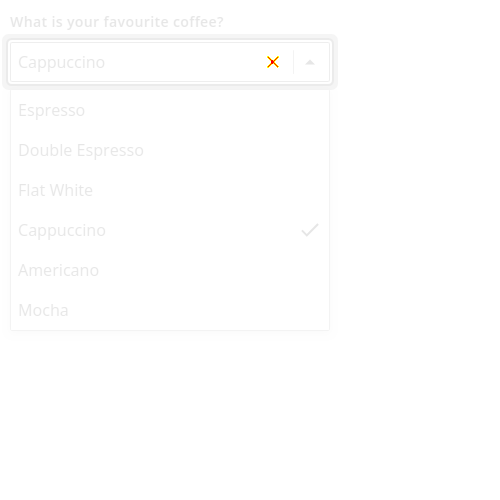 What is your favourite coffee?
Cappuccino
Espresso
Double Espresso
Flat White
Cappuccino
Americano
Mocha